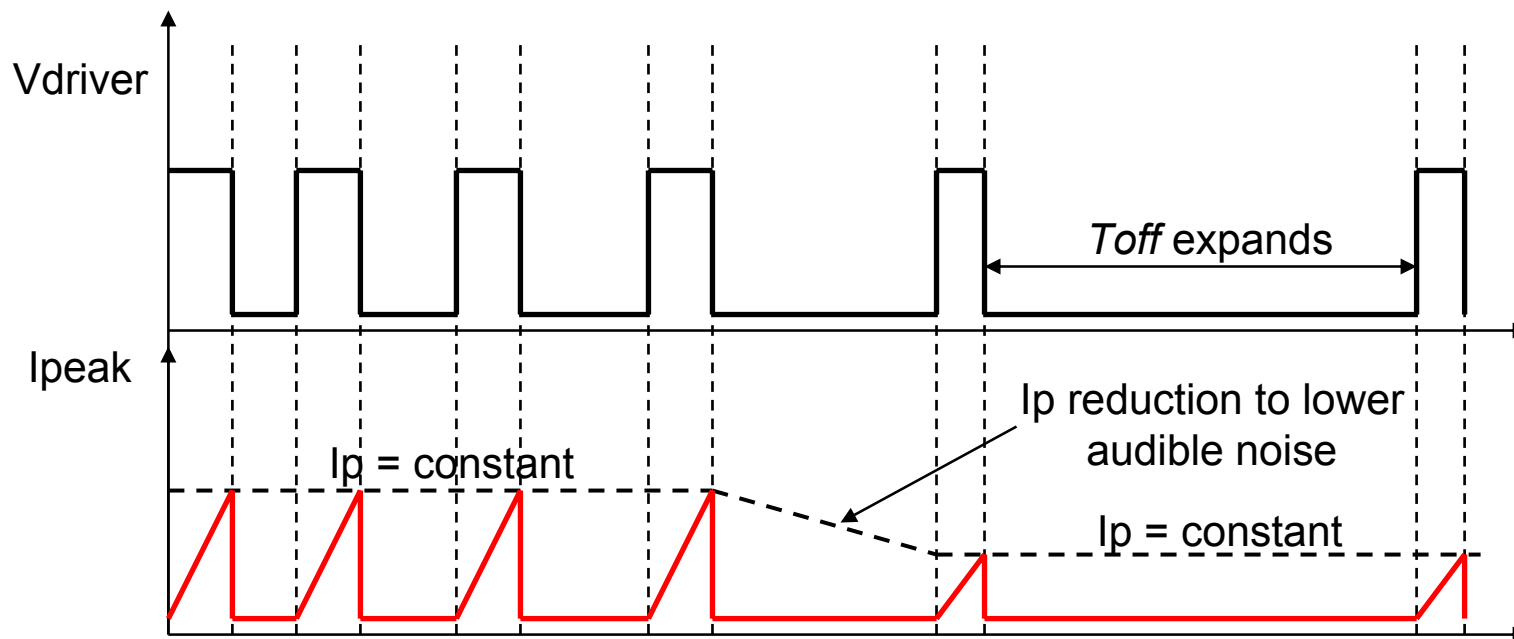 Vdriver
Toff expands
Ipeak
Ip reduction to lower
audible noise
Ip = constant
Ip = constant